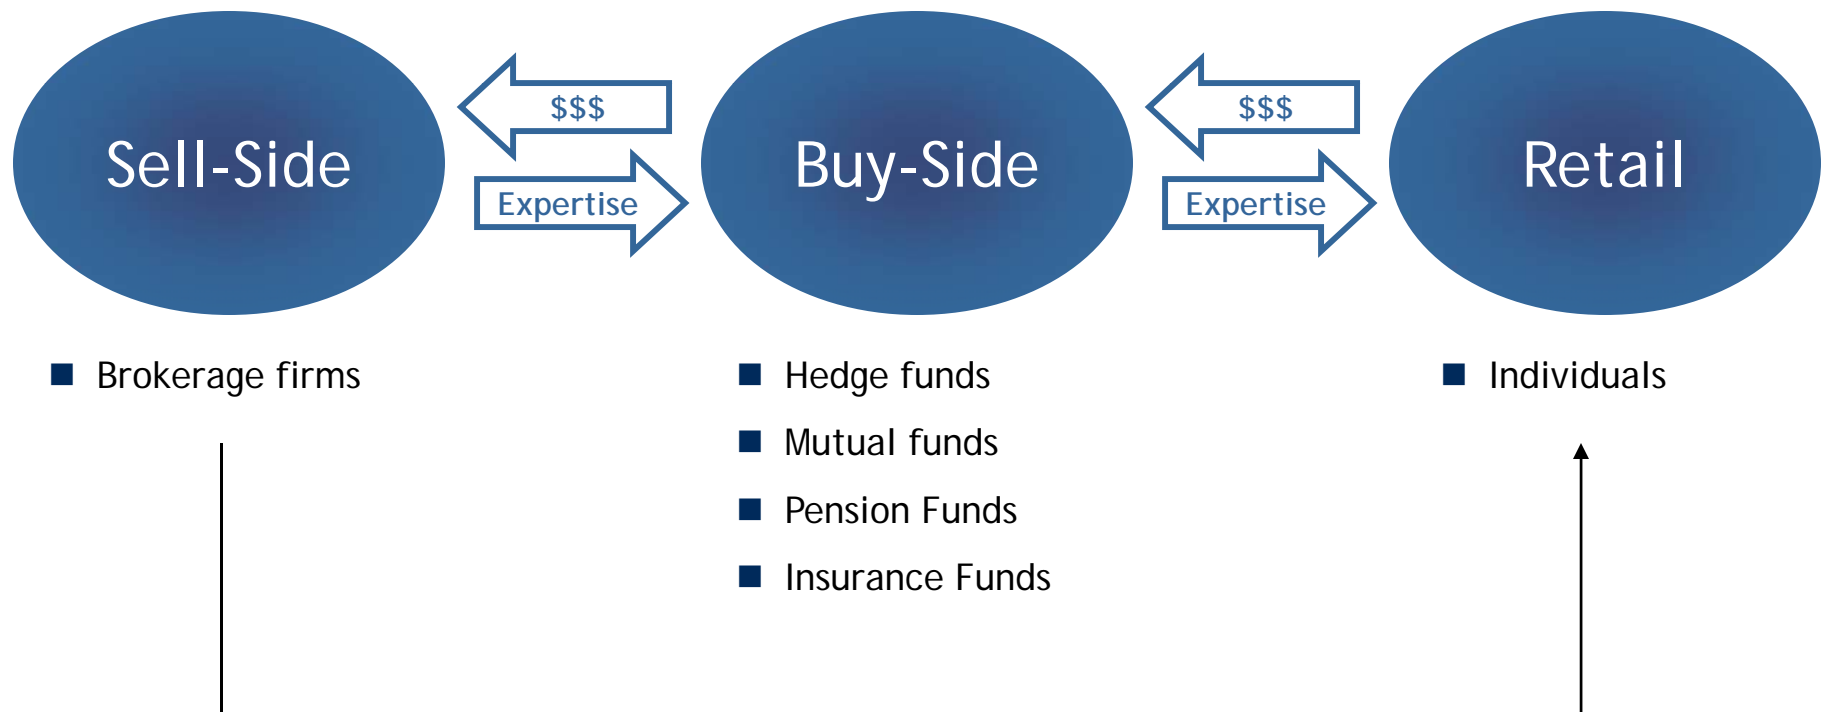 Sell-Side
$$$
Expertise
Buy-Side
$$$
Expertise
Retail
Brokerage firms
Hedge funds
Mutual funds
Pension Funds
Insurance Funds
Individuals